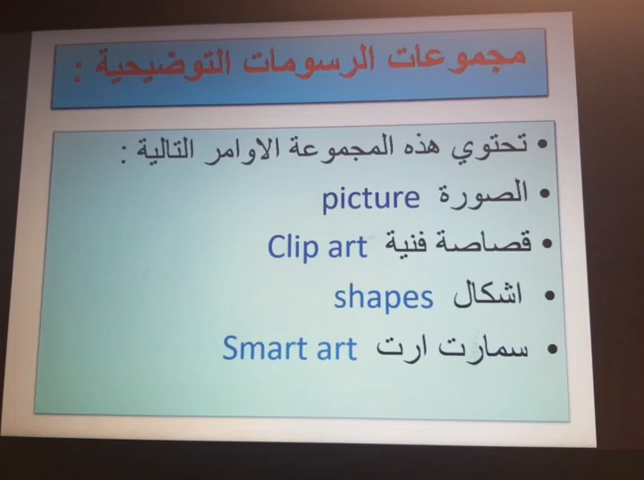 مجموعات الرسومات التوضيحية :
• تحتوي هذه المجموعة الاوامر التالية :
• الصورة picture
• قصاصة فنية Clip art
• اشكال shapes
• سمارت ارت Smart art